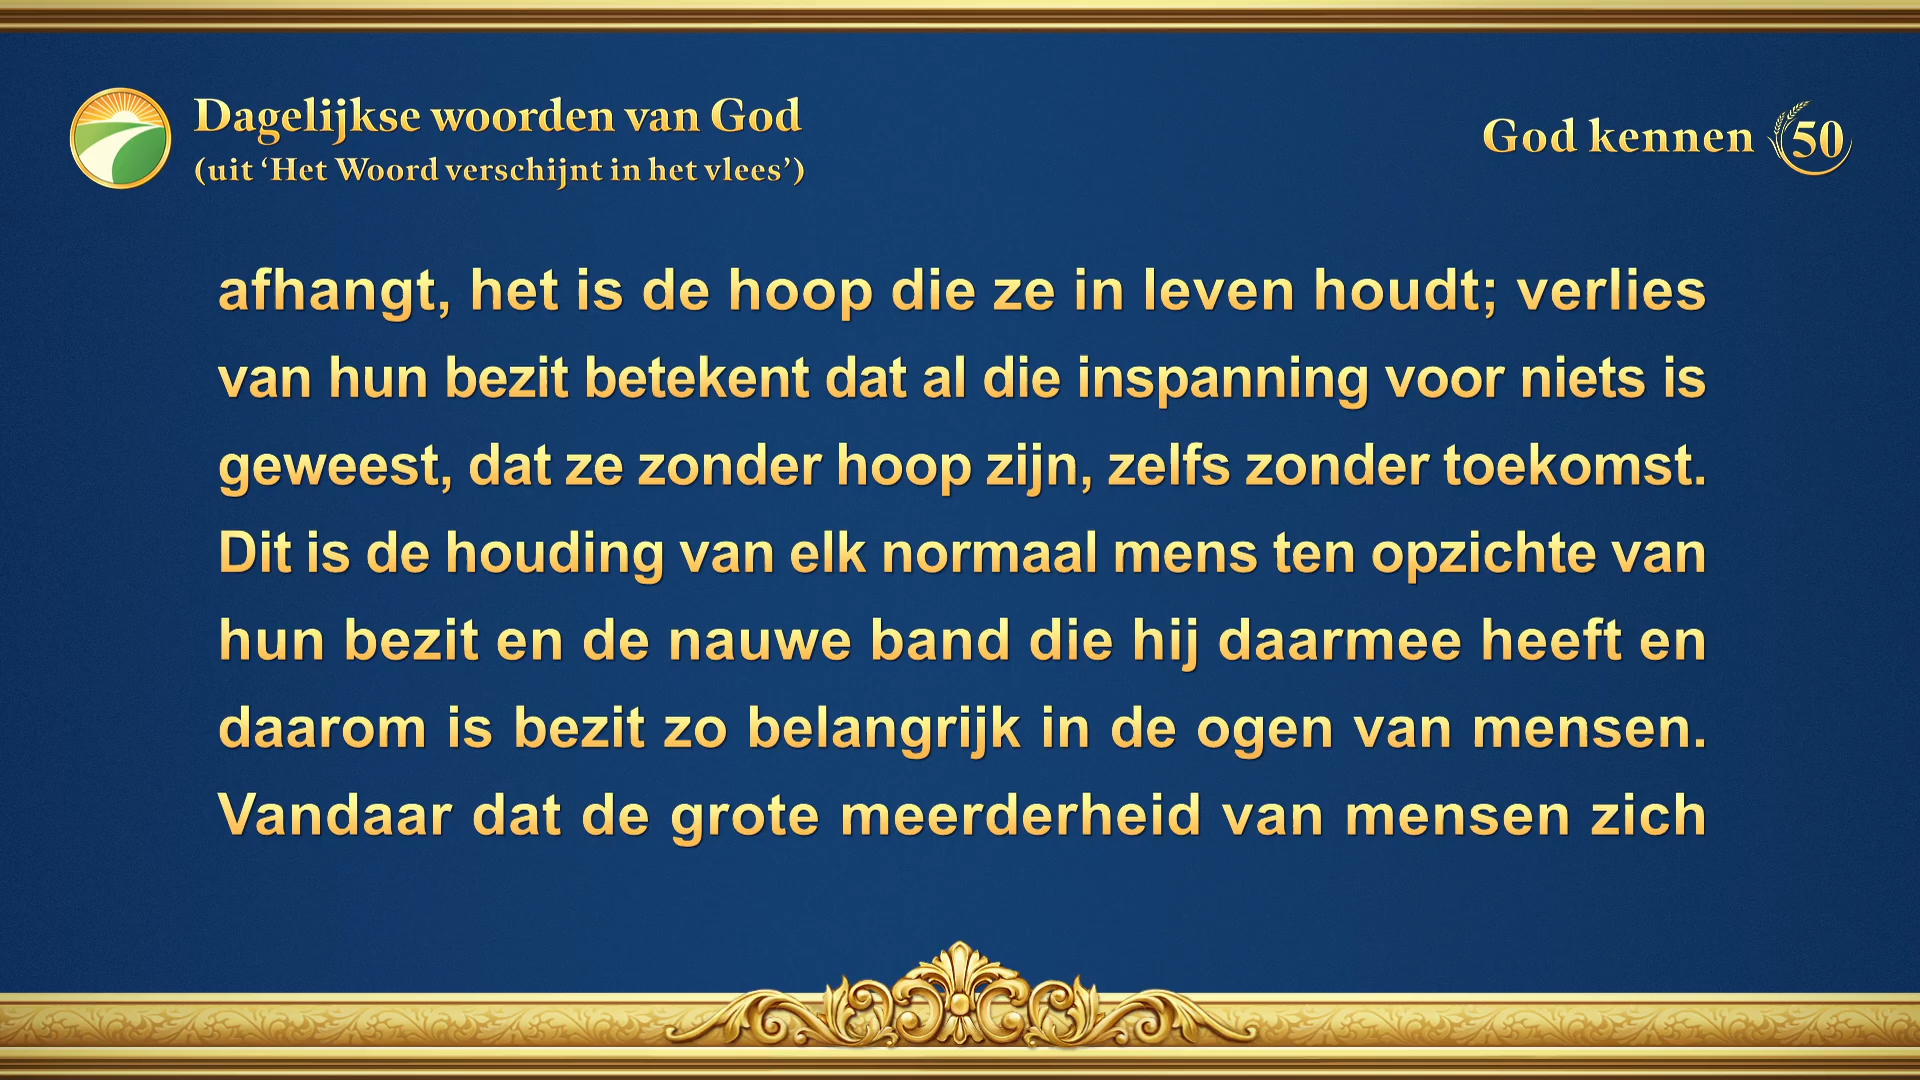 Dagelijkse woorden van God
(uit ‘Het Woord verschijnt in het vlees’)
God kennen 50
afhangt, het is de hoop die ze in leven houdt; verlies
van hun bezit betekent dat al die inspanning voor niets is
geweest, dat ze zonder hoop zijn, zelfs zonder toekomst.
Dit is de houding van elk normaal mens ten opzichte van
hun bezit en de nauwe band die hij daarmee heeft en
daarom is bezit zo belangrijk in de ogen van mensen.
Vandaar dat de grote meerderheid van mensen zich